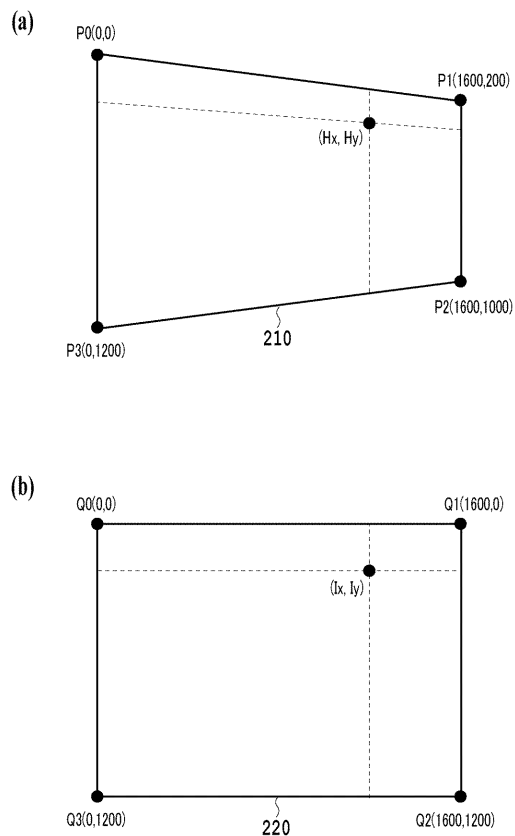 (a)
P0(0,0)
P1(1600,200)
(Hx, Hy)
P2(1600,1000)
210
P3(0,1200)
(b)
Q0(0,0)
Q1(1600,0)
(Ix, Iy)
Q3(0,1200)
220
Q2(1600,1200)